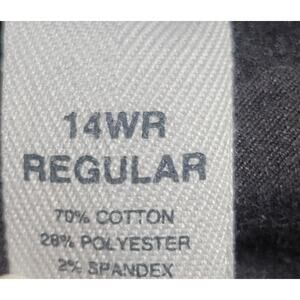 14WR
REGULAR
70% COTTON
28% POLYESTER
2% SPANDEX